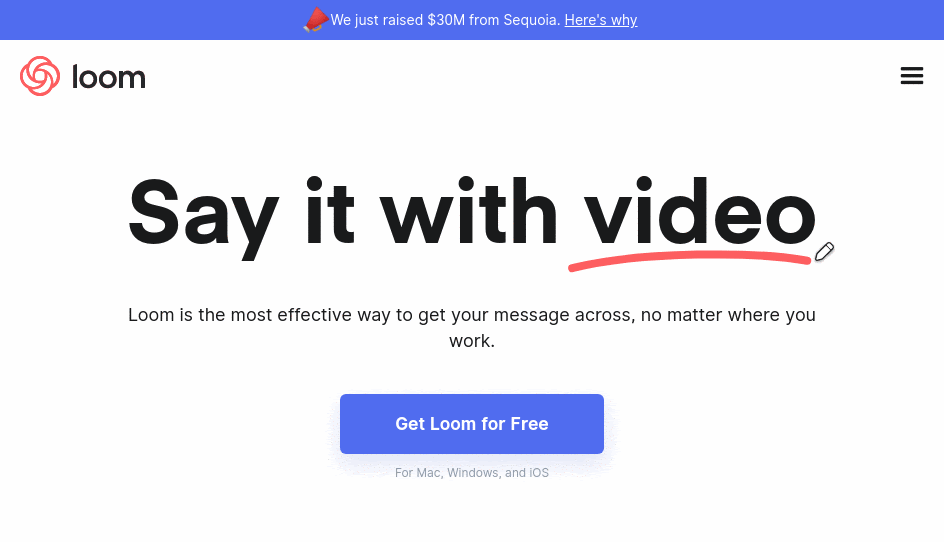 We just raised $30M from Sequoia. Here's why
loom
Say it with video
Loom is the most effective way to get your message across, no matter where you
work.
Get Loom for Free
For Mac, Windows, and iOS